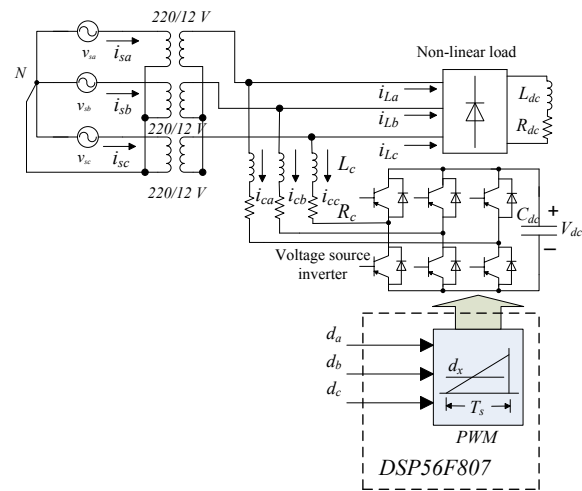 220/12 V
v_sa
i_sa
N
v_sb
i_sb
220/12 V
v_sc
i_sc
220/12 V
Non-linear load
i_La
i_Lb
i_Lc
L_dc
R_dc
L_c
i_ca
i_cb
i_cc
R_c
C_dc
+
V_dc
−
Voltage source
inverter
d_a
d_b
d_c
d_x
T_s
PWM
DSP56F807